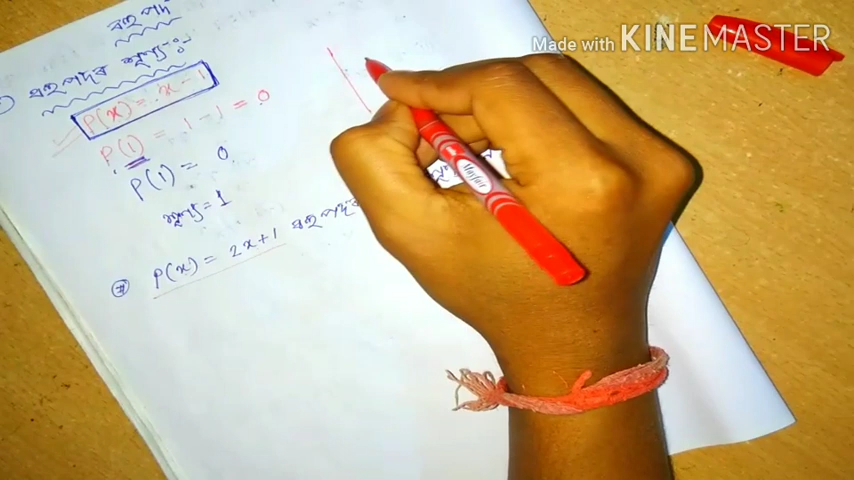 বহুপদ
বহুপদৰ শূন্য :-
P(x) = x - 1
P(1) = 1 - 1 = 0
P(1) = 0
শূন্য = 1
# P(x) = 2x+1 বহুপদৰ
Made with KINEMASTER